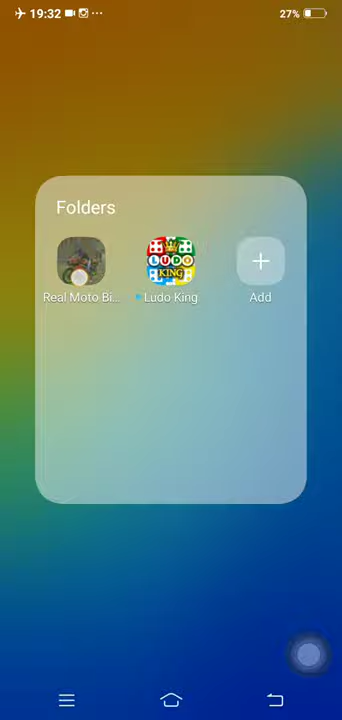 19:32
27%
Folders
Real Moto Bi...
LUDO
KING
Ludo King
Add